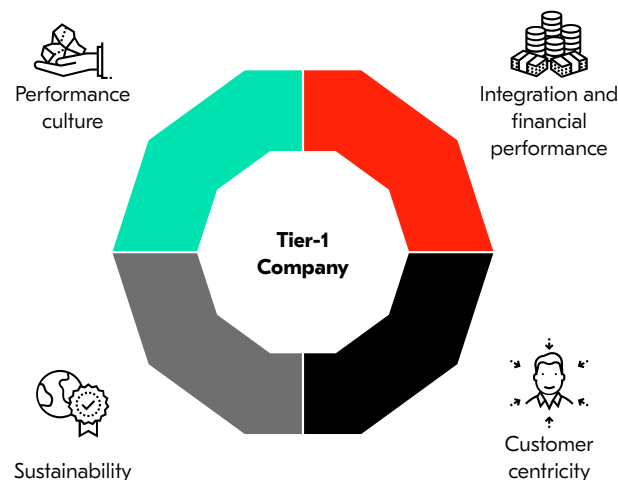 Performance
culture
Integration and
financial
performance
Tier-1
Company
Sustainability
Customer
centricity